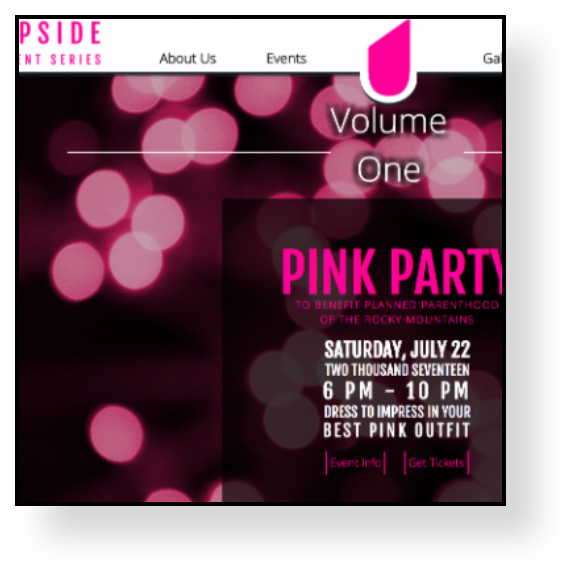 PSIDE
ENT SERIES
About Us
Events
Gal
Volume
One
PINK PARTY
TO BENEFIT PLANNED PARENTHOOD
OF THE ROCKY MOUNTAINS
SATURDAY, JULY 22
TWO THOUSAND SEVENTEEN
6 PM – 10 PM
DRESS TO IMPRESS IN YOUR
BEST PINK OUTFIT
Event Info
Get Tickets